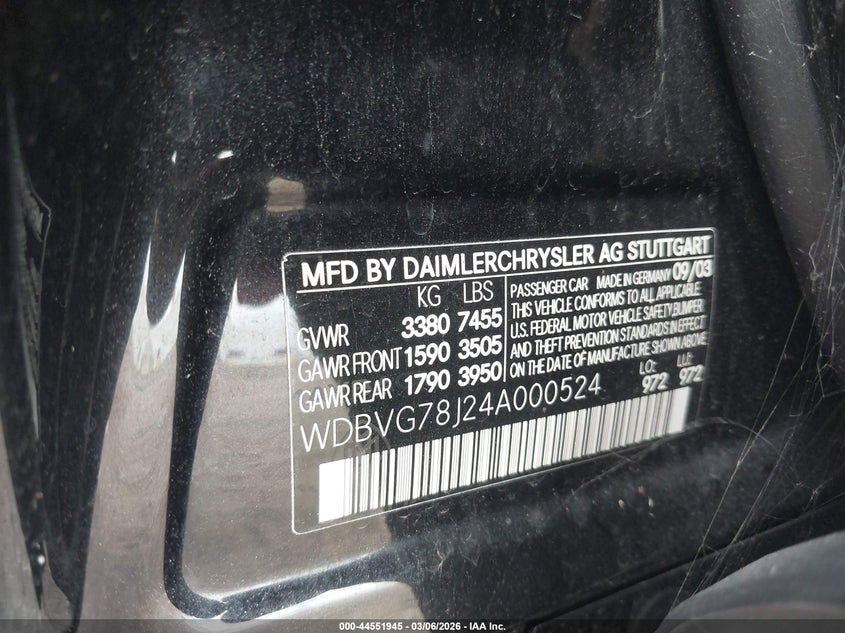 MFD BY DAIMLERCHRYSLER AG STUTTGART
KG LBS
GVWR 3380 7455
GAWR FRONT 1590 3505
GAWR REAR 1790 3950
PASSENGER CAR MADE IN GERMANY 09/03
THIS VEHICLE CONFORMS TO ALL APPLICABLE
U.S. FEDERAL MOTOR VEHICLE SAFETY,BUMPER
AND THEFT PREVENTION STANDARDS IN EFFECT
ON THE DATE OF MANUFACTURE SHOWN ABOVE
LO: LU:
972 972
WDBVG78J24A000524
000-44551945 - 03/06/2026 - IAA Inc.